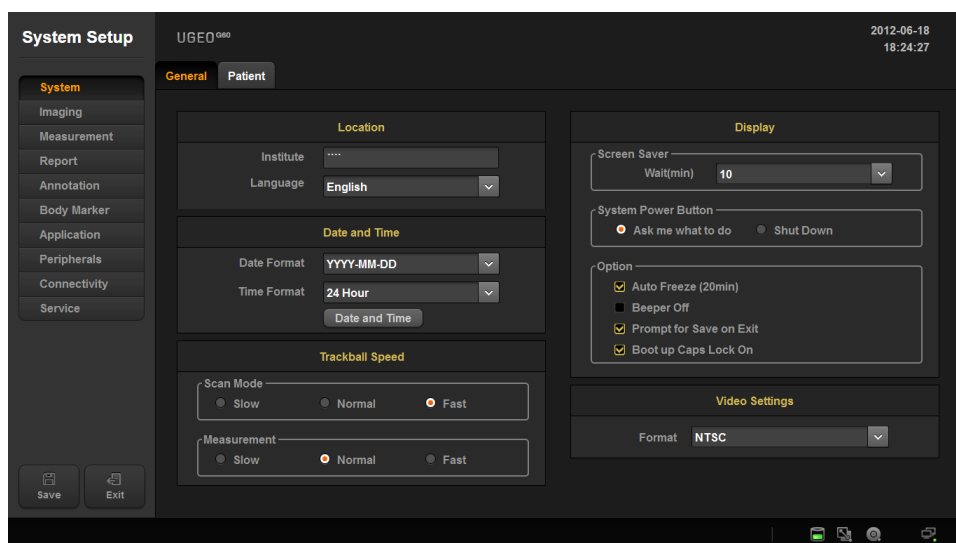 System Setup
UGEO G60
2012-06-18
18:24:27
General
Patient
System
Imaging
Measurement
Report
Annotation
Body Marker
Application
Peripherals
Connectivity
Service
Save
Exit
Location
Institute ····
Language English
Date and Time
Date Format YYYY-MM-DD
Time Format 24 Hour
Date and Time
Trackball Speed
Scan Mode
Slow Normal Fast
Measurement
Slow Normal Fast
Display
Screen Saver
Wait(min) 10
System Power Button
Ask me what to do Shut Down
Option
Auto Freeze (20min)
Beeper Off
Prompt for Save on Exit
Boot up Caps Lock On
Video Settings
Format NTSC